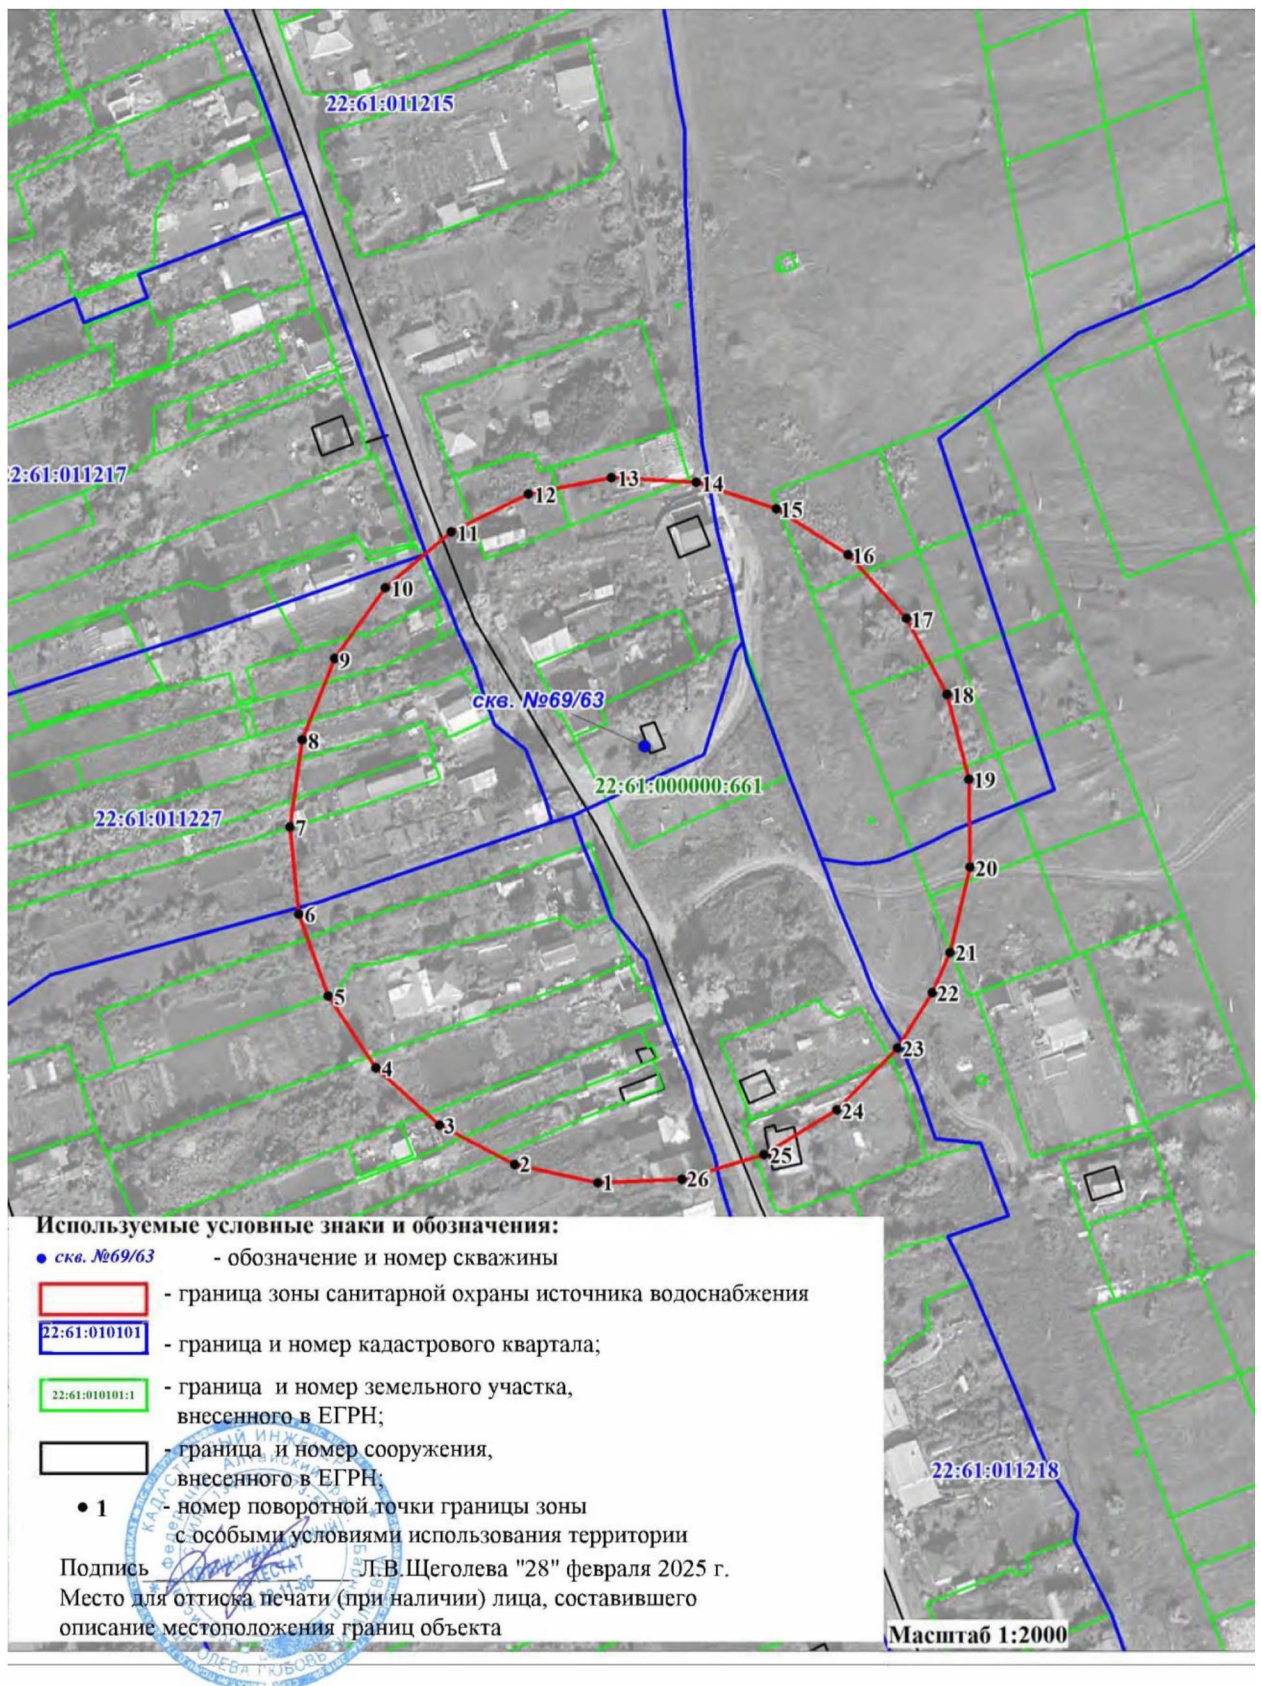 22:61:011215
2:61:011217
13
14
12
15
11
16
10
17
9
18
скв. №69/63
8
19
22:61:000000:661
22:61:011227
7
20
6
21
5
22
23
4
24
3
25
2
26
1
Используемые условные знаки и обозначения:
скв. №69/63 - обозначение и номер скважины
- граница зоны санитарной охраны источника водоснабжения
22:61:010101 - граница и номер кадастрового квартала;
22:61:010101:1 - граница и номер земельного участка,
внесенного в ЕГРН;
- граница и номер сооружения,
внесенного в ЕГРН;
22:61:011218
1 - номер поворотной точки границы зоны
с особыми условиями использования территории
Подпись Л.В.Щеголева "28" февраля 2025 г.
Место для оттиска печати (при наличии) лица, составившего
описание местоположения границ объекта
Масштаб 1:2000